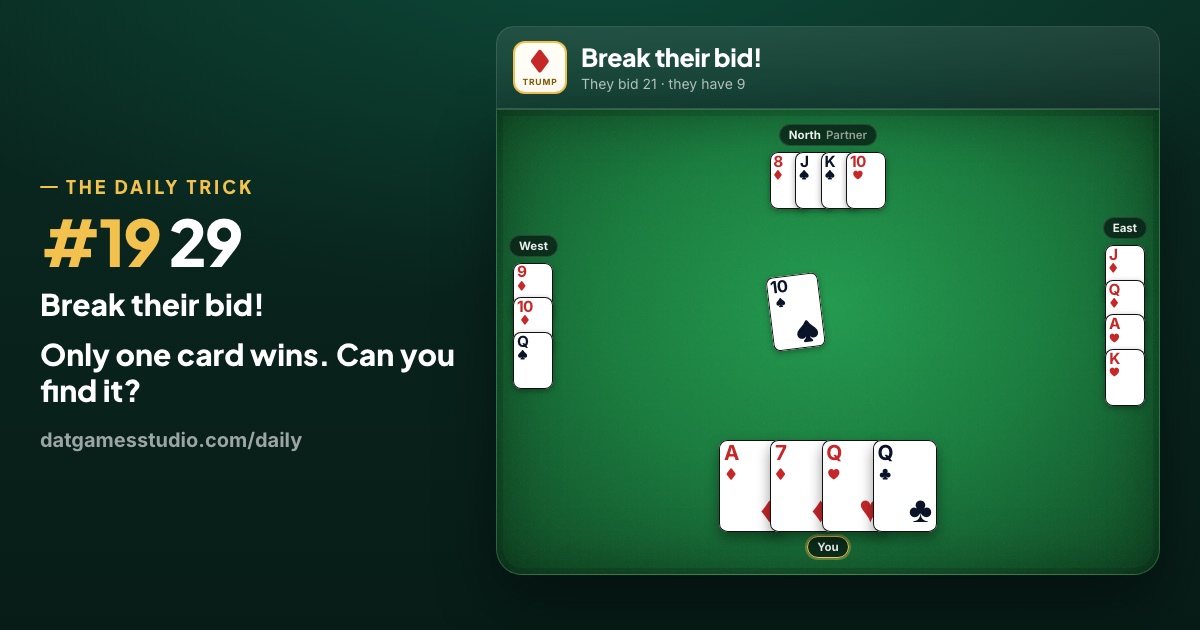 — THE DAILY TRICK
#19 29
Break their bid!
Only one card wins. Can you
find it?
datgamesstudio.com/daily
TRUMP
Break their bid!
They bid 21 · they have 9
North Partner
8 J K 10
West
9
10
Q
East
J
Q
A
K
10
A 7 Q Q
You